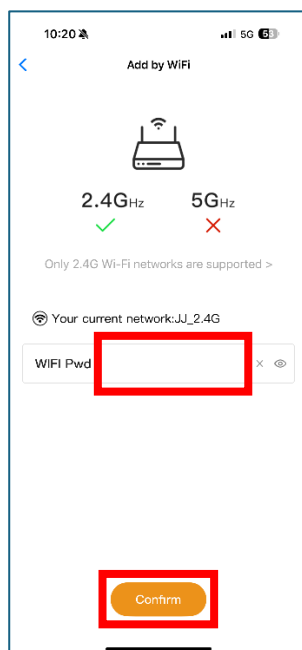 10:20 5G 53
Add by WiFi
2.4GHz 5GHz
Only 2.4G Wi-Fi networks are supported >
Your current network:JJ_2.4G
WIFI Pwd
Confirm